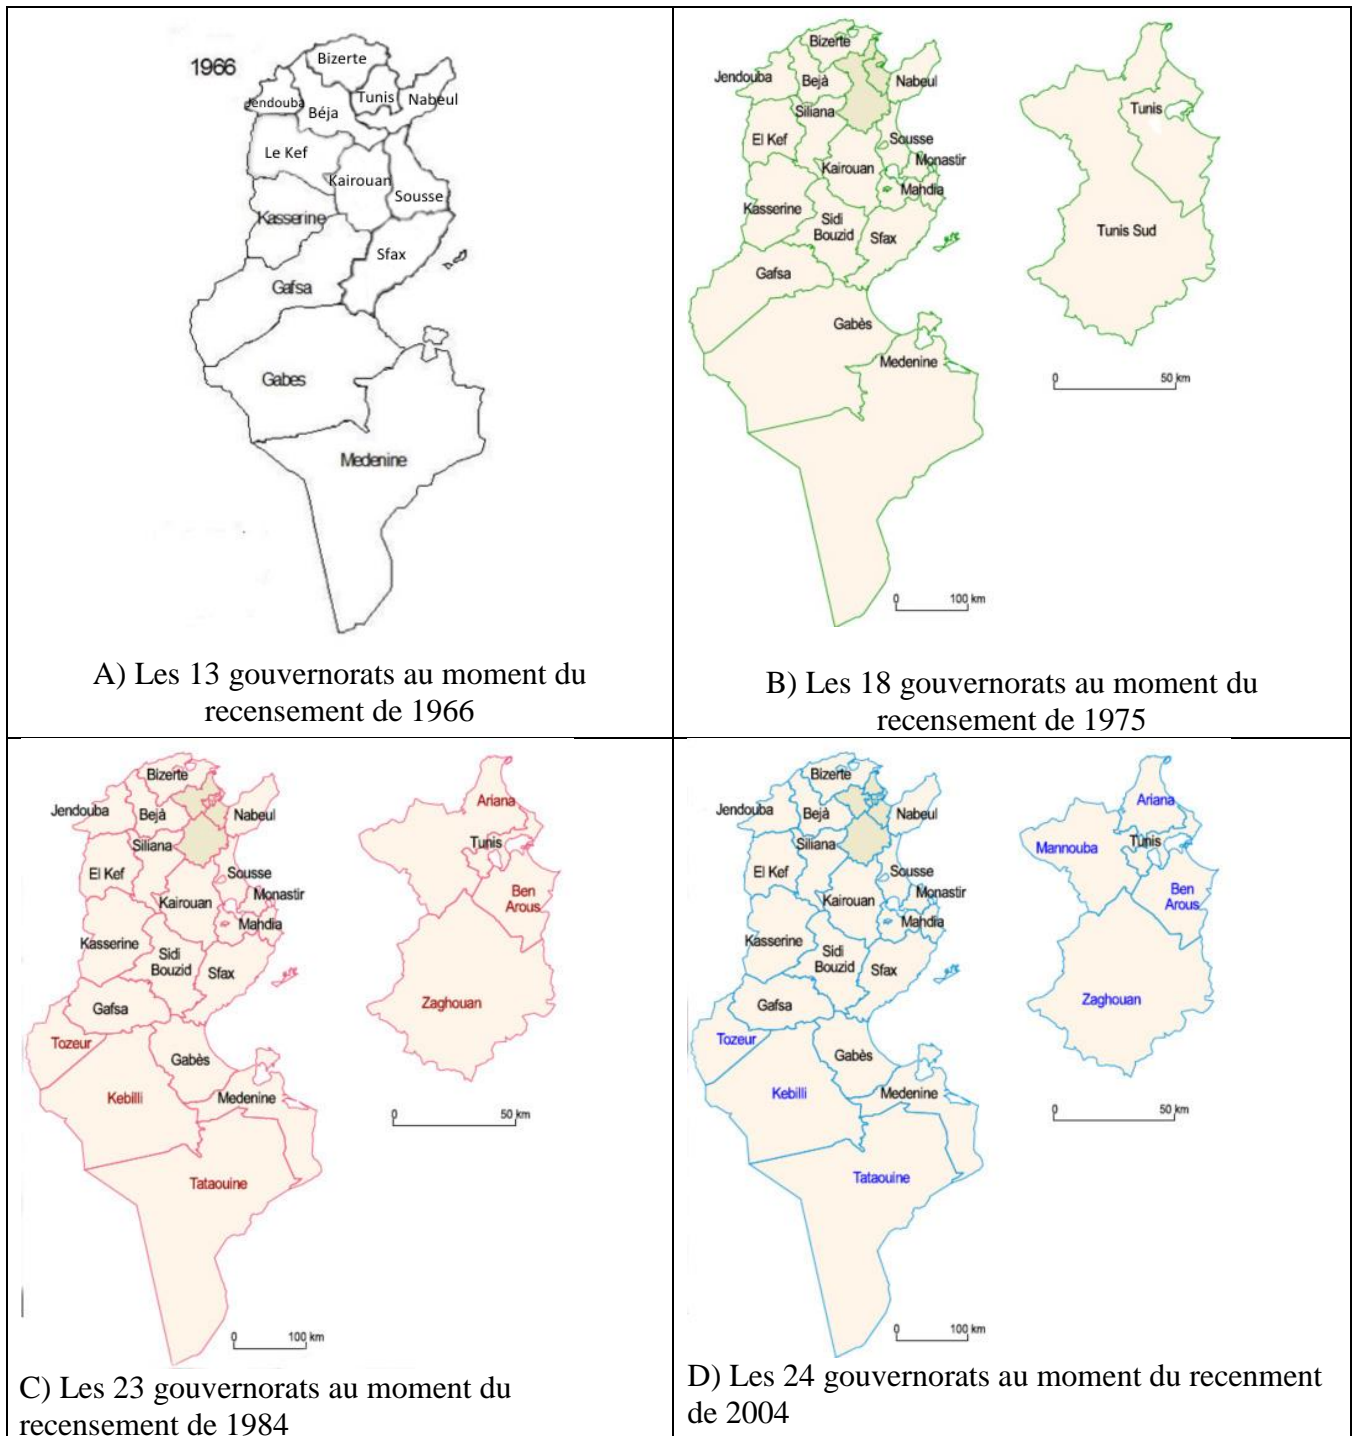 1966
Bizerte
Jendouba
Béja
Tunis
Nabeul
Le Kef
Kairouan
Sousse
Kasserine
Sfax
Gafsa
Gabes
Medenine
A) Les 13 gouvernorats au moment du
recensement de 1966
Bizerte
Jendouba
Bejà
Nabeul
Siliana
El Kef
Sousse
Monastir
Kairouan
Mahdia
Kasserine
Sidi
Bouzid
Sfax
Gafsa
Gabès
Medenine
0 100 km
Tunis
Tunis Sud
0 50 km
B) Les 18 gouvernorats au moment du
recensement de 1975
Bizerte
Jendouba
Bejà
Nabeul
Siliana
El Kef
Sousse
Monastir
Kairouan
Mahdia
Kasserine
Sidi
Bouzid
Sfax
Gafsa
Tozeur
Gabès
Kebilli
Medenine
Tataouine
0 100 km
Ariana
Tunis
Ben
Arous
Zaghouan
0 50 km
C) Les 23 gouvernorats au moment du
recensement de 1984
Bizerte
Jendouba
Bejà
Nabeul
Siliana
El Kef
Sousse
Monastir
Kairouan
Mahdia
Kasserine
Sidi
Bouzid
Sfax
Gafsa
Tozeur
Gabès
Kebilli
Medenine
Tataouine
0 100 km
Ariana
Mannouba
Tunis
Ben
Arous
Zaghouan
0 50 km
D) Les 24 gouvernorats au moment du recenment
de 2004